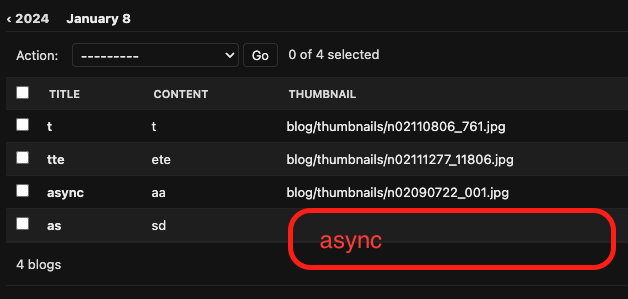 ‹ 2024 January 8
Action: --------- Go 0 of 4 selected
TITLE CONTENT THUMBNAIL
t t blog/thumbnails/n02110806_761.jpg
tte ete blog/thumbnails/n02111277_11806.jpg
async aa blog/thumbnails/n02090722_001.jpg
as sd
async
4 blogs